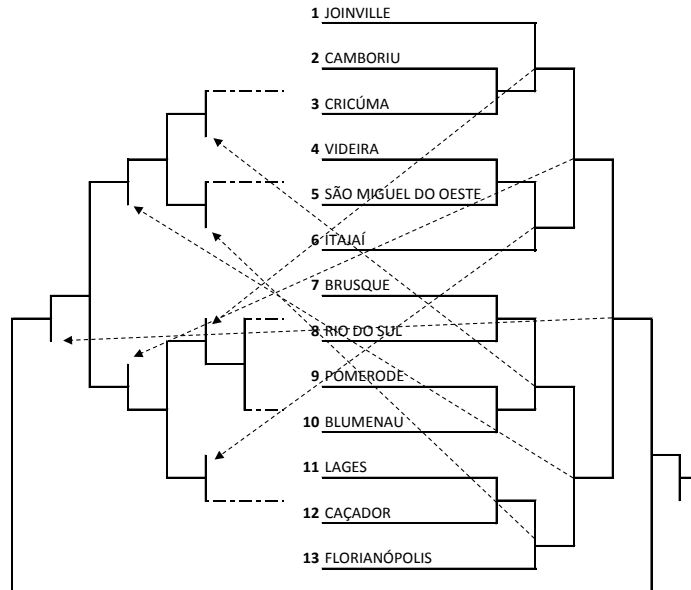 1 JOINVILLE
2 CAMBORIU
3 CRICÚMA
4 VIDEIRA
5 SÃO MIGUEL DO OESTE
6 ITAJAÍ
7 BRUSQUE
8 RIO DO SUL
9 POMERODE
10 BLUMENAU
11 LAGES
12 CAÇADOR
13 FLORIANÓPOLIS